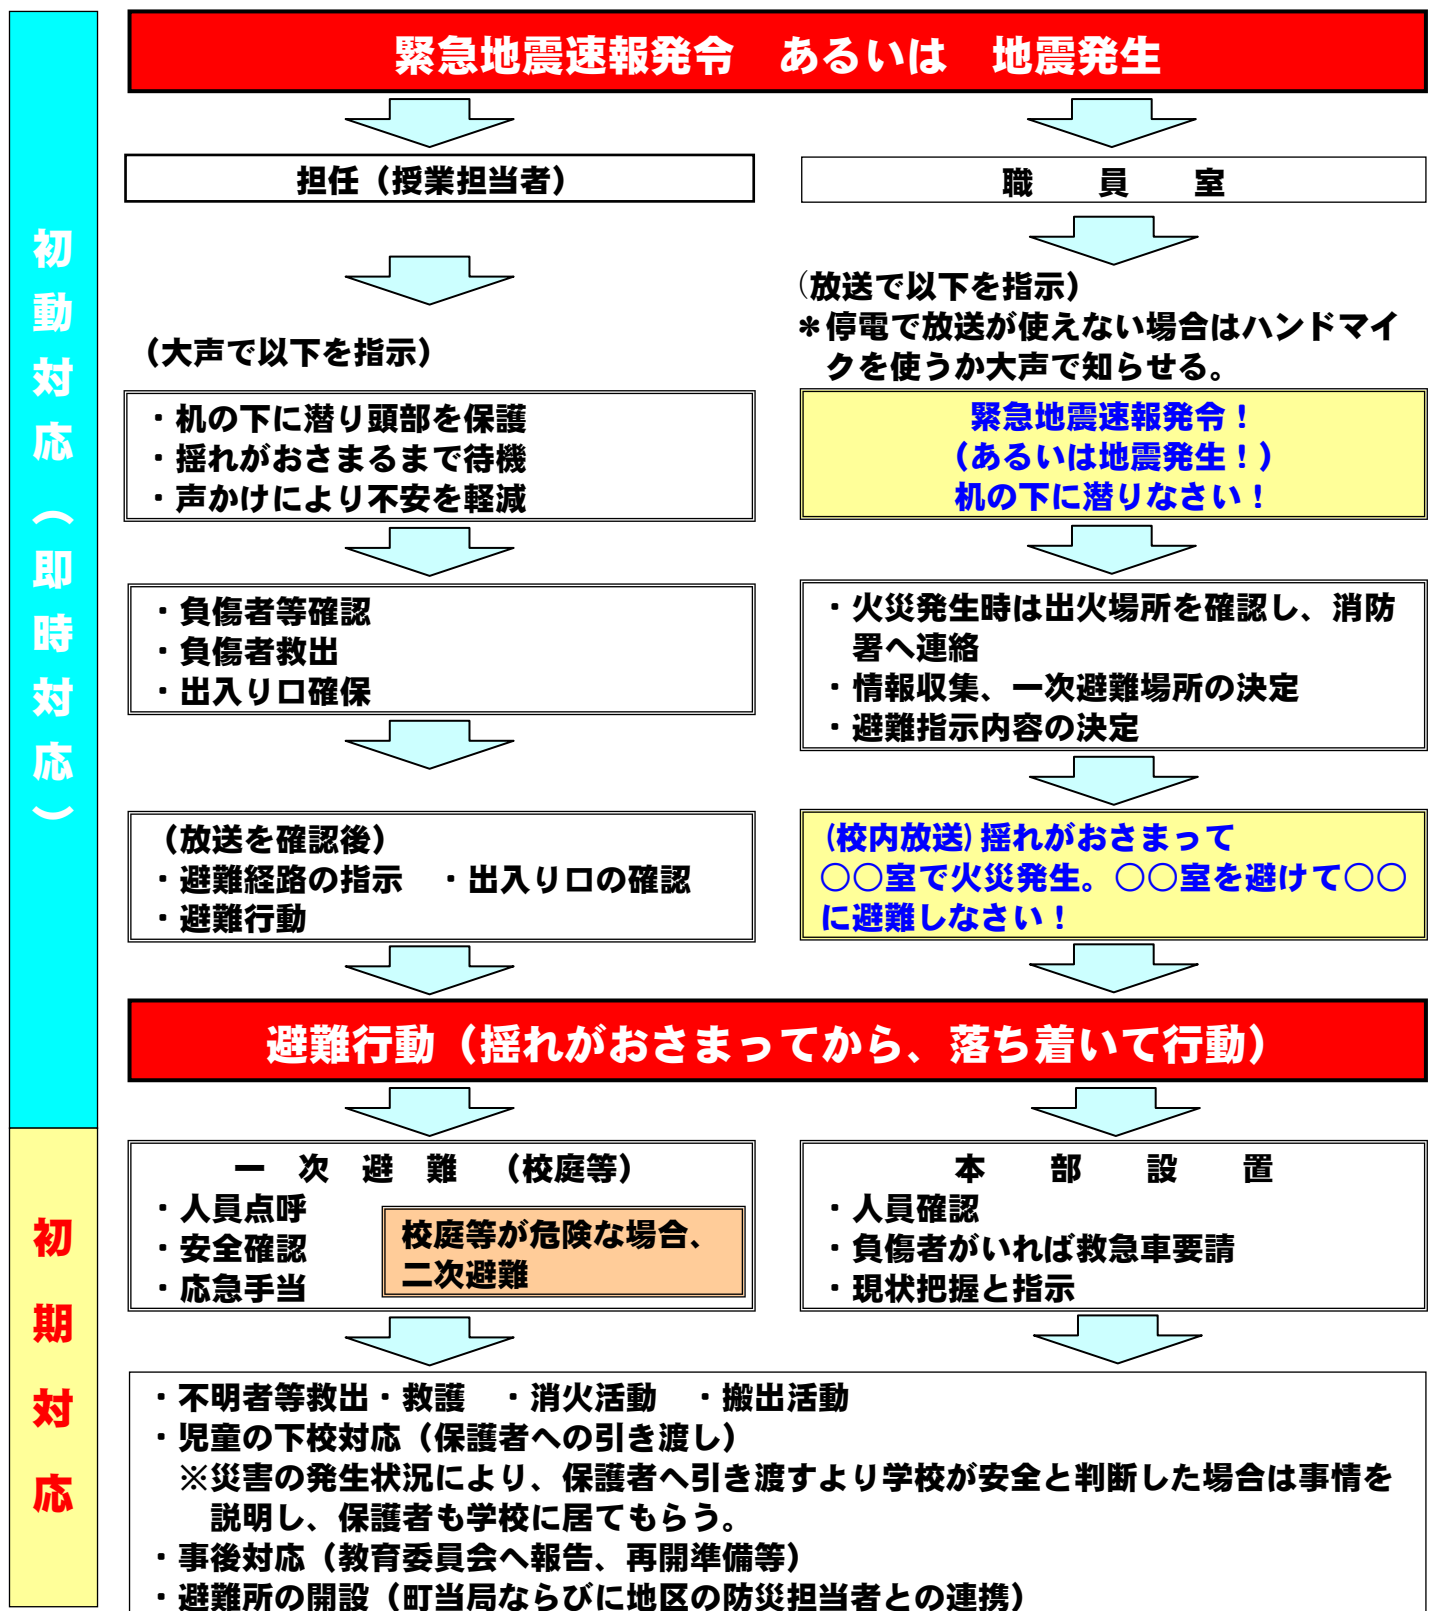 緊急地震速報発令　あるいは　地震発生
初動対応（即時対応）
担任（授業担当者）
（大声で以下を指示）
・机の下に潜り頭部を保護
・揺れがおさまるまで待機
・声かけにより不安を軽減
・負傷者等確認
・負傷者救出
・出入り口確保
（放送を確認後）
・避難経路の指示　・出入り口の確認
・避難行動
職　員　室
（放送で以下を指示）
＊停電で放送が使えない場合はハンドマイ
クを使うか大声で知らせる。
緊急地震速報発令！
（あるいは地震発生！）
机の下に潜りなさい！
・火災発生時は出火場所を確認し、消防
署へ連絡
・情報収集、一次避難場所の決定
・避難指示内容の決定
（校内放送）揺れがおさまって
○○室で火災発生。○○室を避けて○○
に避難しなさい！
避難行動（揺れがおさまってから、落ち着いて行動）
初期対応
一　次　避　難　（校庭等）
・人員点呼
・安全確認
・応急手当
校庭等が危険な場合、
二次避難
本　部　設　置
・人員確認
・負傷者がいれば救急車要請
・現状把握と指示
・不明者等救出・救護　・消火活動　・搬出活動
・児童の下校対応（保護者への引き渡し）
※災害の発生状況により、保護者へ引き渡すより学校が安全と判断した場合は事情を
説明し、保護者も学校に居てもらう。
・事後対応（教育委員会へ報告、再開準備等）
・避難所の開設（町当局ならびに地区の防災担当者との連携）